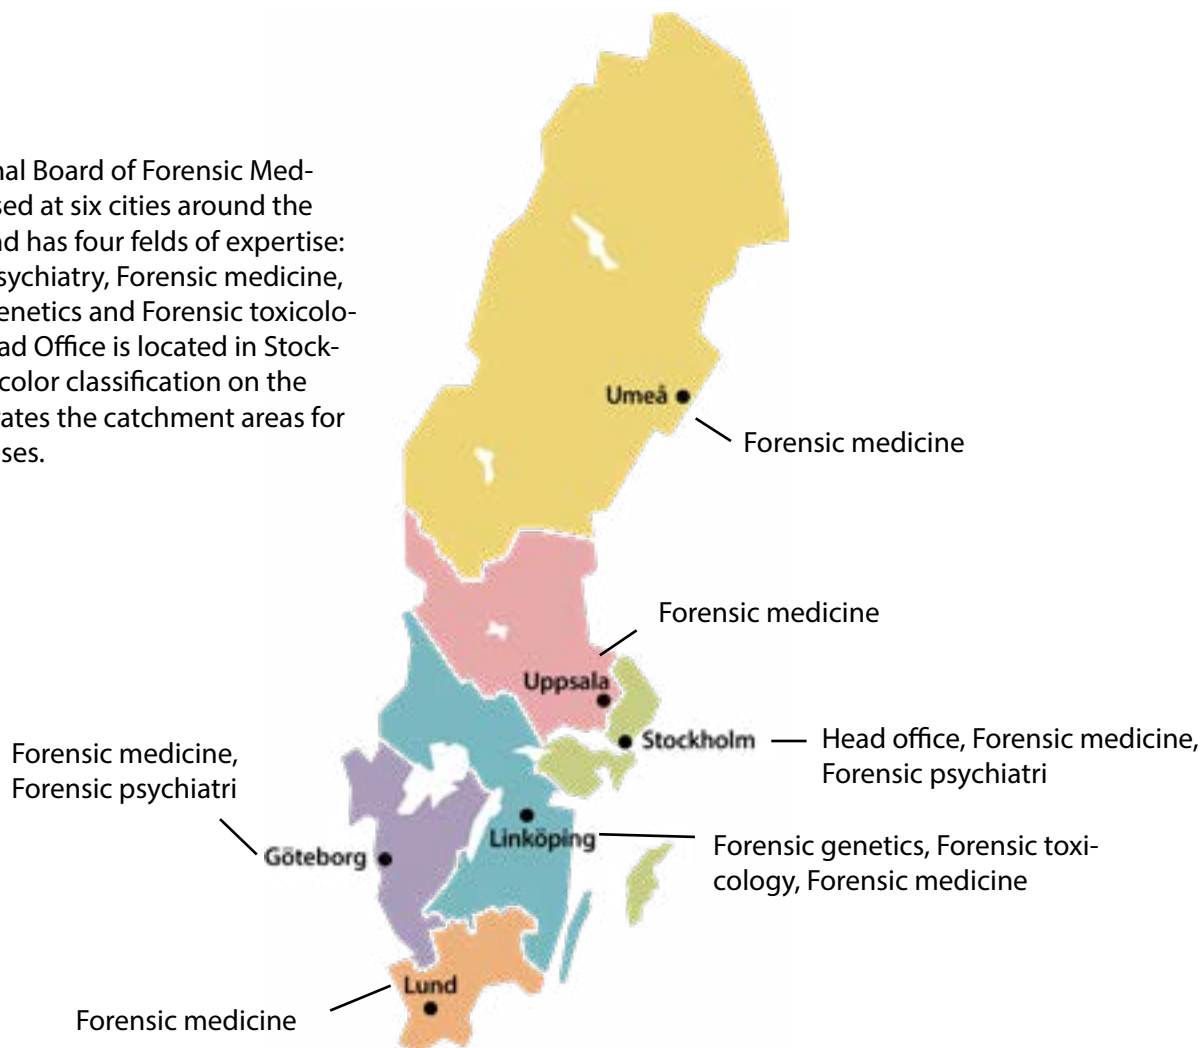 nal Board of Forensic Med-
sed at six cities around the
nd has four felds of expertise:
sychiatry, Forensic medicine,
enetics and Forensic toxicolo-
ad Office is located in Stock-
color classification on the
rates the catchment areas for
ses.
Umeå
Forensic medicine
Forensic medicine
Uppsala
Stockholm
Head office, Forensic medicine,
Forensic psychiatri
Forensic medicine,
Forensic psychiatri
Göteborg
Linköping
Forensic genetics, Forensic toxi-
cology, Forensic medicine
Lund
Forensic medicine